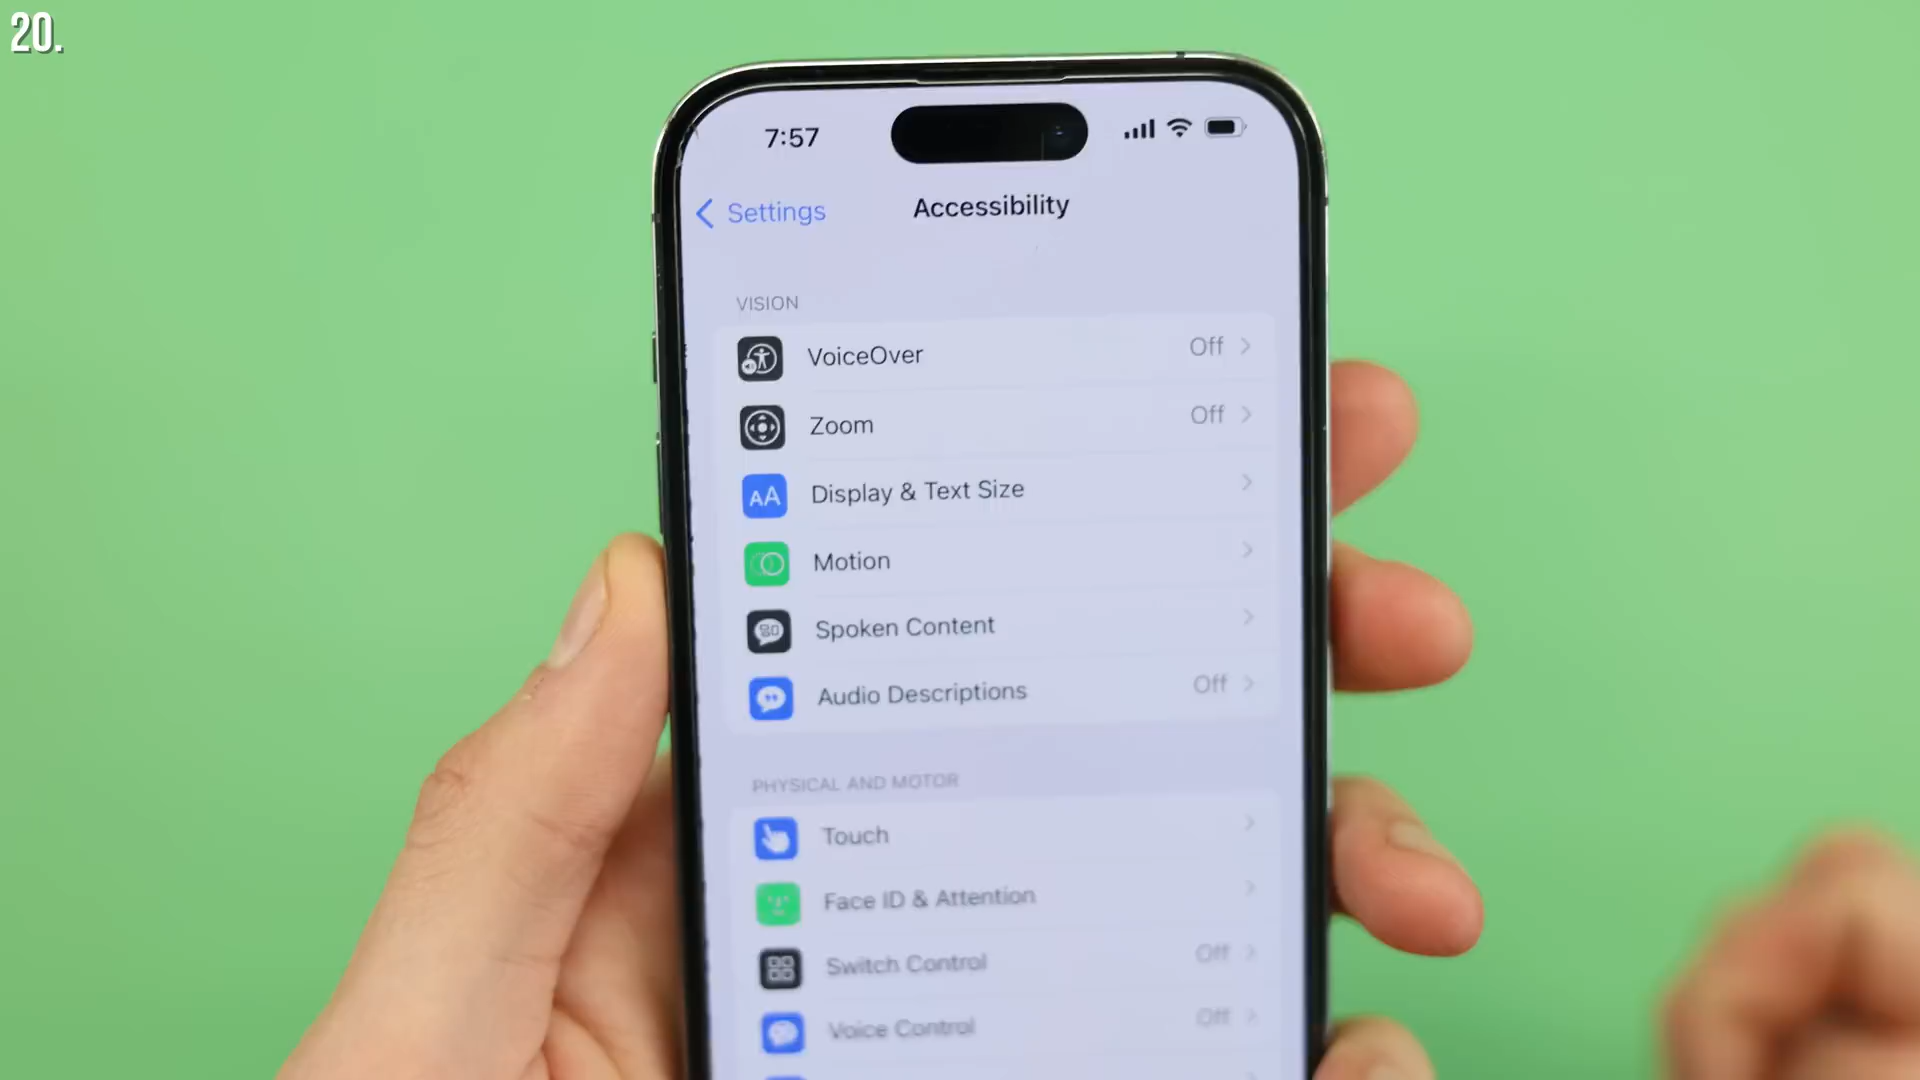 20.
7:57
Settings
Accessibility
VISION
VoiceOver Off
Zoom Off
AA Display & Text Size
Motion
Spoken Content
Audio Descriptions Off
PHYSICAL AND MOTOR
Touch
Face ID & Attention
Switch Control Off
Voice Control Off